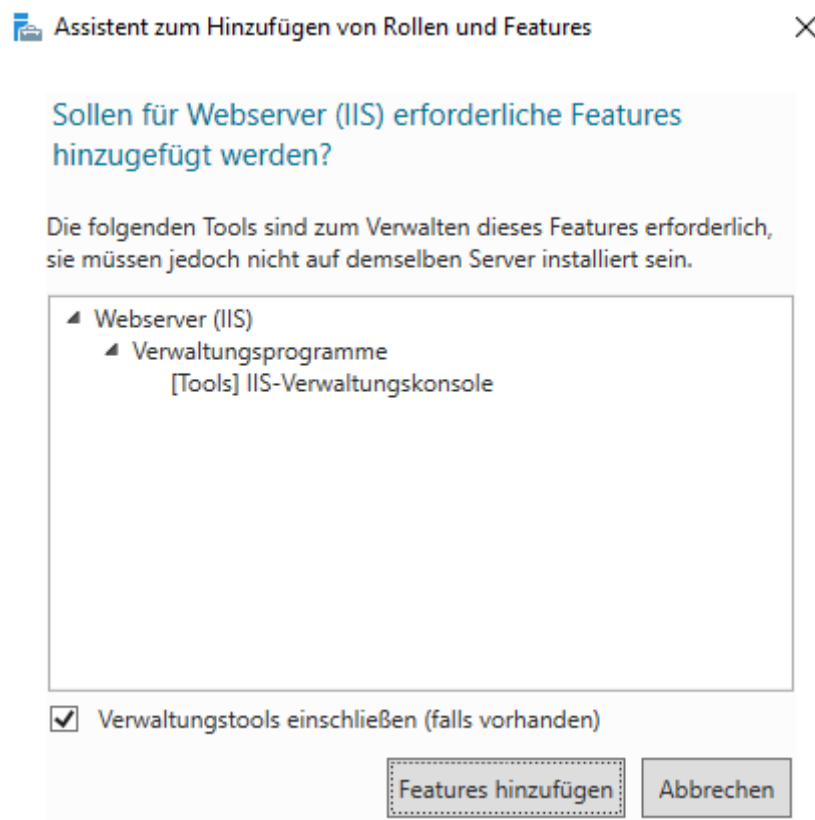 Assistent zum Hinzufügen von Rollen und Features
Sollen für Webserver (IIS) erforderliche Features
hinzugefügt werden?
Die folgenden Tools sind zum Verwalten dieses Features erforderlich,
sie müssen jedoch nicht auf demselben Server installiert sein.
Webserver (IIS)
Verwaltungsprogramme
[Tools] IIS-Verwaltungskonsole
Verwaltungstools einschließen (falls vorhanden)
Features hinzufügen Abbrechen